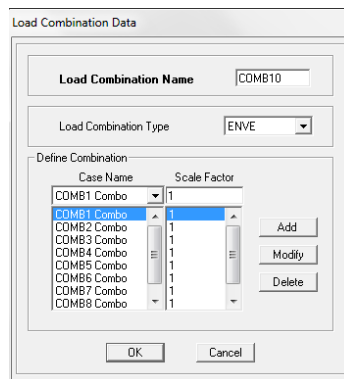 Load Combination Data
Load Combination Name COMB10
Load Combination Type ENVE
Define Combination
Case Name Scale Factor
COMB1 Combo 1
COMB1 Combo 1
COMB2 Combo 1
COMB3 Combo 1
COMB4 Combo 1
COMB5 Combo 1
COMB6 Combo 1
COMB7 Combo 1
COMB8 Combo 1
Add
Modify
Delete
OK Cancel